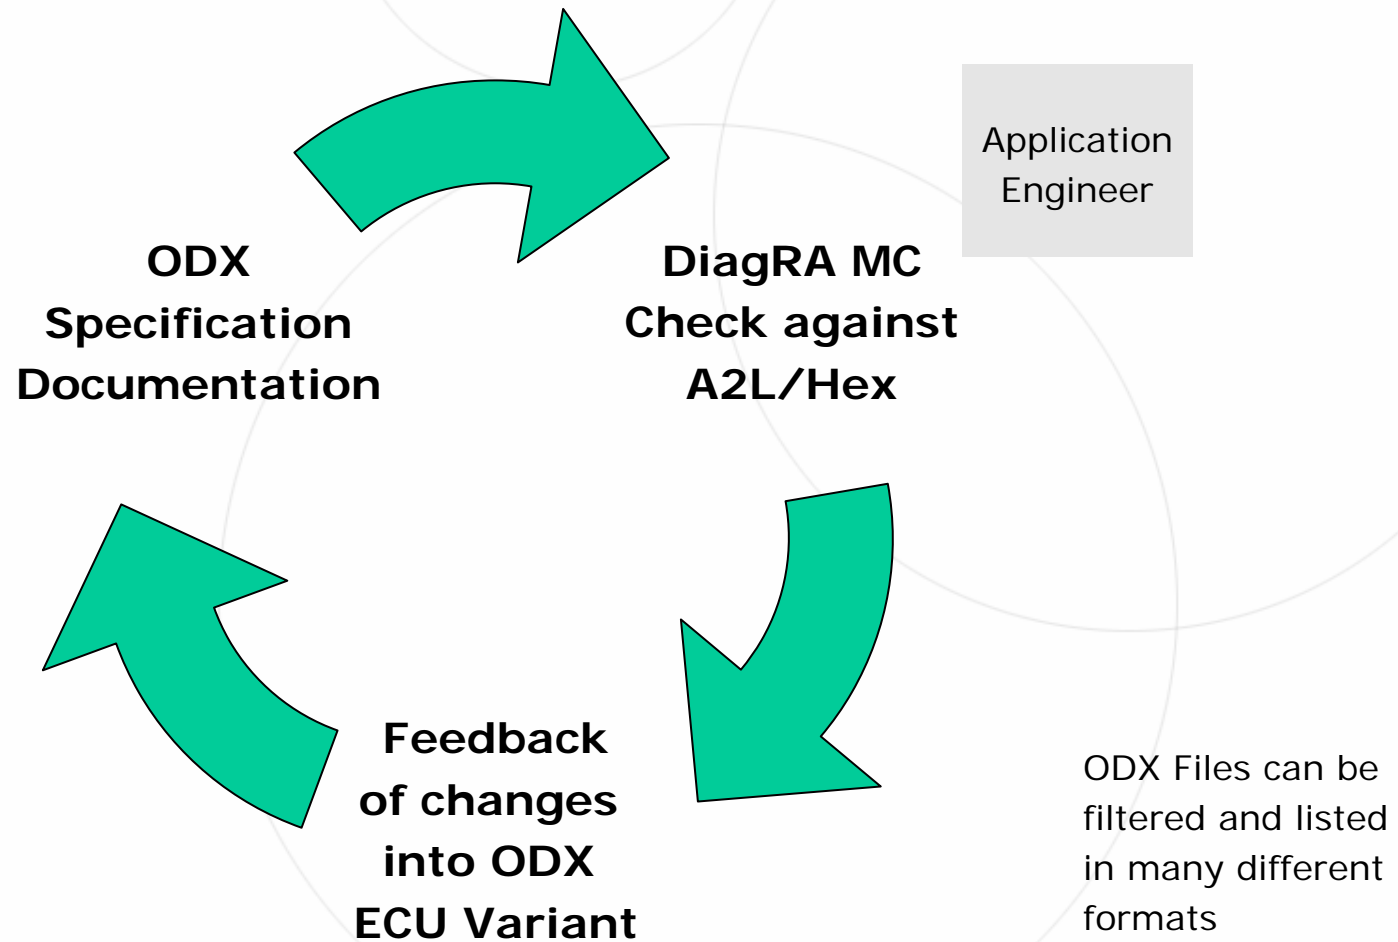 Application
Engineer
ODX
Specification
Documentation
DiagRA MC
Check against
A2L/Hex
Feedback
of changes
into ODX
ECU Variant
ODX Files can be
filtered and listed
in many different
formats